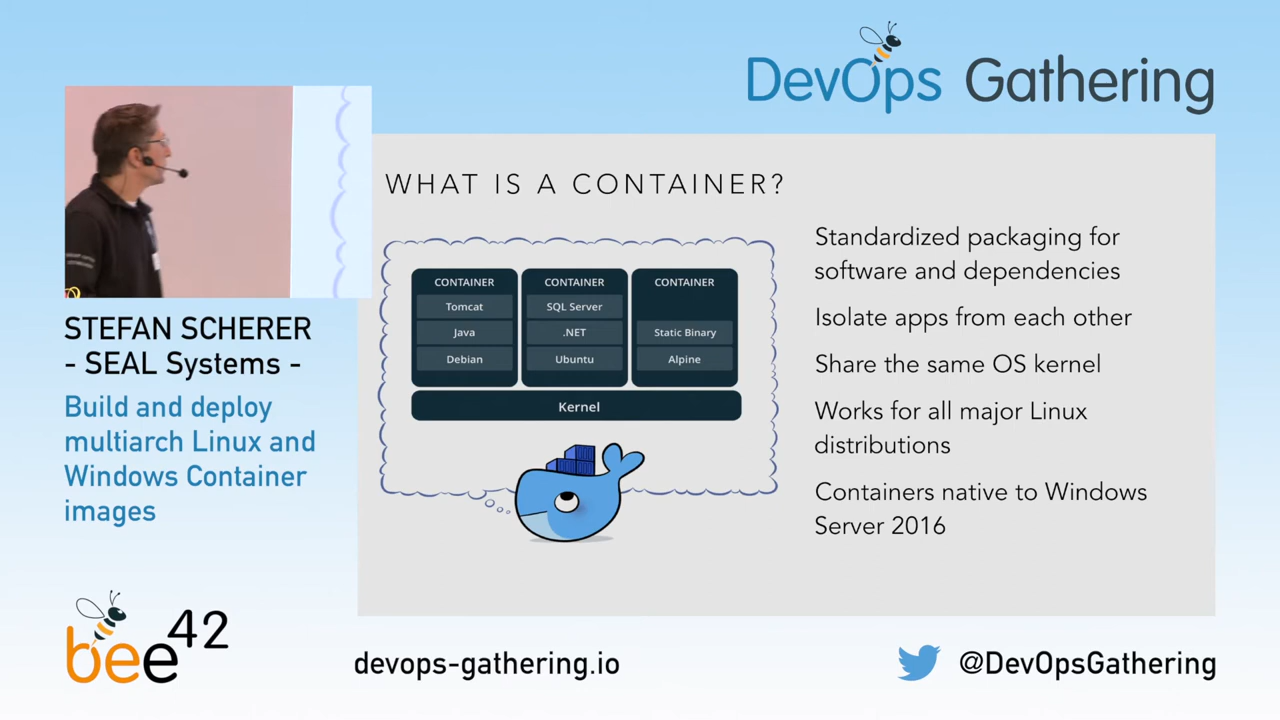 DevOps Gathering
WHAT IS A CONTAINER?
CONTAINER
Tomcat
Java
Debian
CONTAINER
SQL Server
.NET
Ubuntu
CONTAINER
Static Binary
Alpine
Kernel
Standardized packaging for
software and dependencies
Isolate apps from each other
Share the same OS kernel
Works for all major Linux
distributions
Containers native to Windows
Server 2016
STEFAN SCHERER
- SEAL Systems -
Build and deploy
multiarch Linux and
Windows Container
images
bee42
devops-gathering.io
@DevOpsGathering